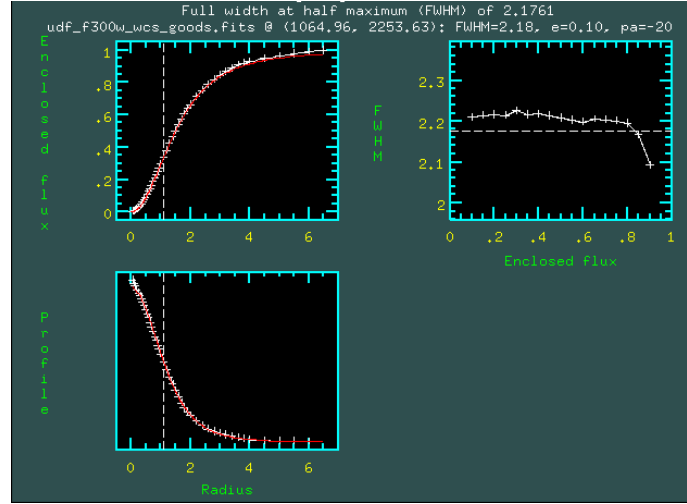 Full width at half maximum (FWHM) of 2.1761
udf_f300w_wcs_goods.fits @ (1064.96, 2253.63): FWHM=2.18, e=0.10, pa=-20
Enclosed flux
1
.8
.6
.4
.2
0
0 2 4 6
FWHM
2.3
2.2
2.1
2
0 .2 .4 .6 .8 1
Enclosed flux
Profile
0 2 4 6
Radius